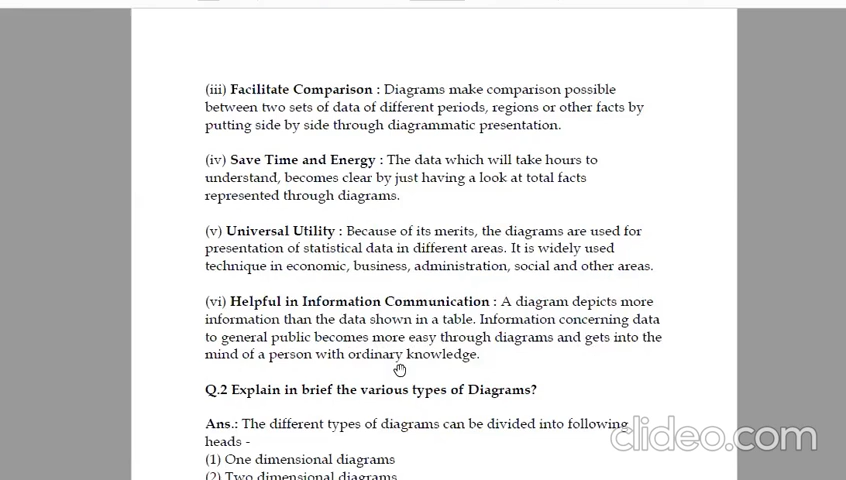 (iii) Facilitate Comparison : Diagrams make comparison possible
between two sets of data of different periods, regions or other facts by
putting side by side through diagrammatic presentation.
(iv) Save Time and Energy : The data which will take hours to
understand, becomes clear by just having a look at total facts
represented through diagrams.
(v) Universal Utility : Because of its merits, the diagrams are used for
presentation of statistical data in different areas. It is widely used
technique in economic, business, administration, social and other areas.
(vi) Helpful in Information Communication : A diagram depicts more
information than the data shown in a table. Information concerning data
to general public becomes more easy through diagrams and gets into the
mind of a person with ordinary knowledge.
Q.2 Explain in brief the various types of Diagrams?
Ans.: The different types of diagrams can be divided into following
heads -
(1) One dimensional diagrams
(2) Two dimensional diagrams
clideo.com